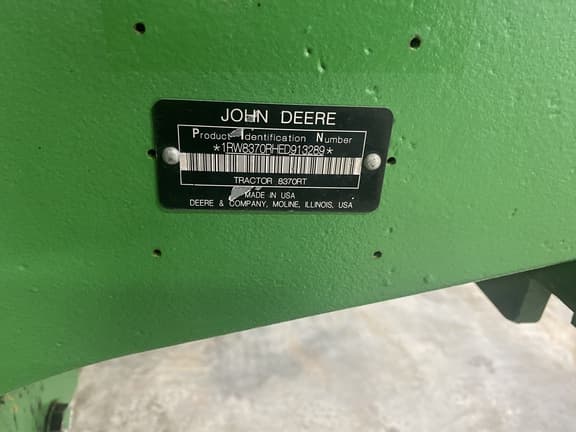 JOHN DEERE
Product Identification Number
*1RW8370RHED913289*
TRACTOR 8370RT
MADE IN USA
DEERE & COMPANY, MOLINE, ILLINOIS, USA